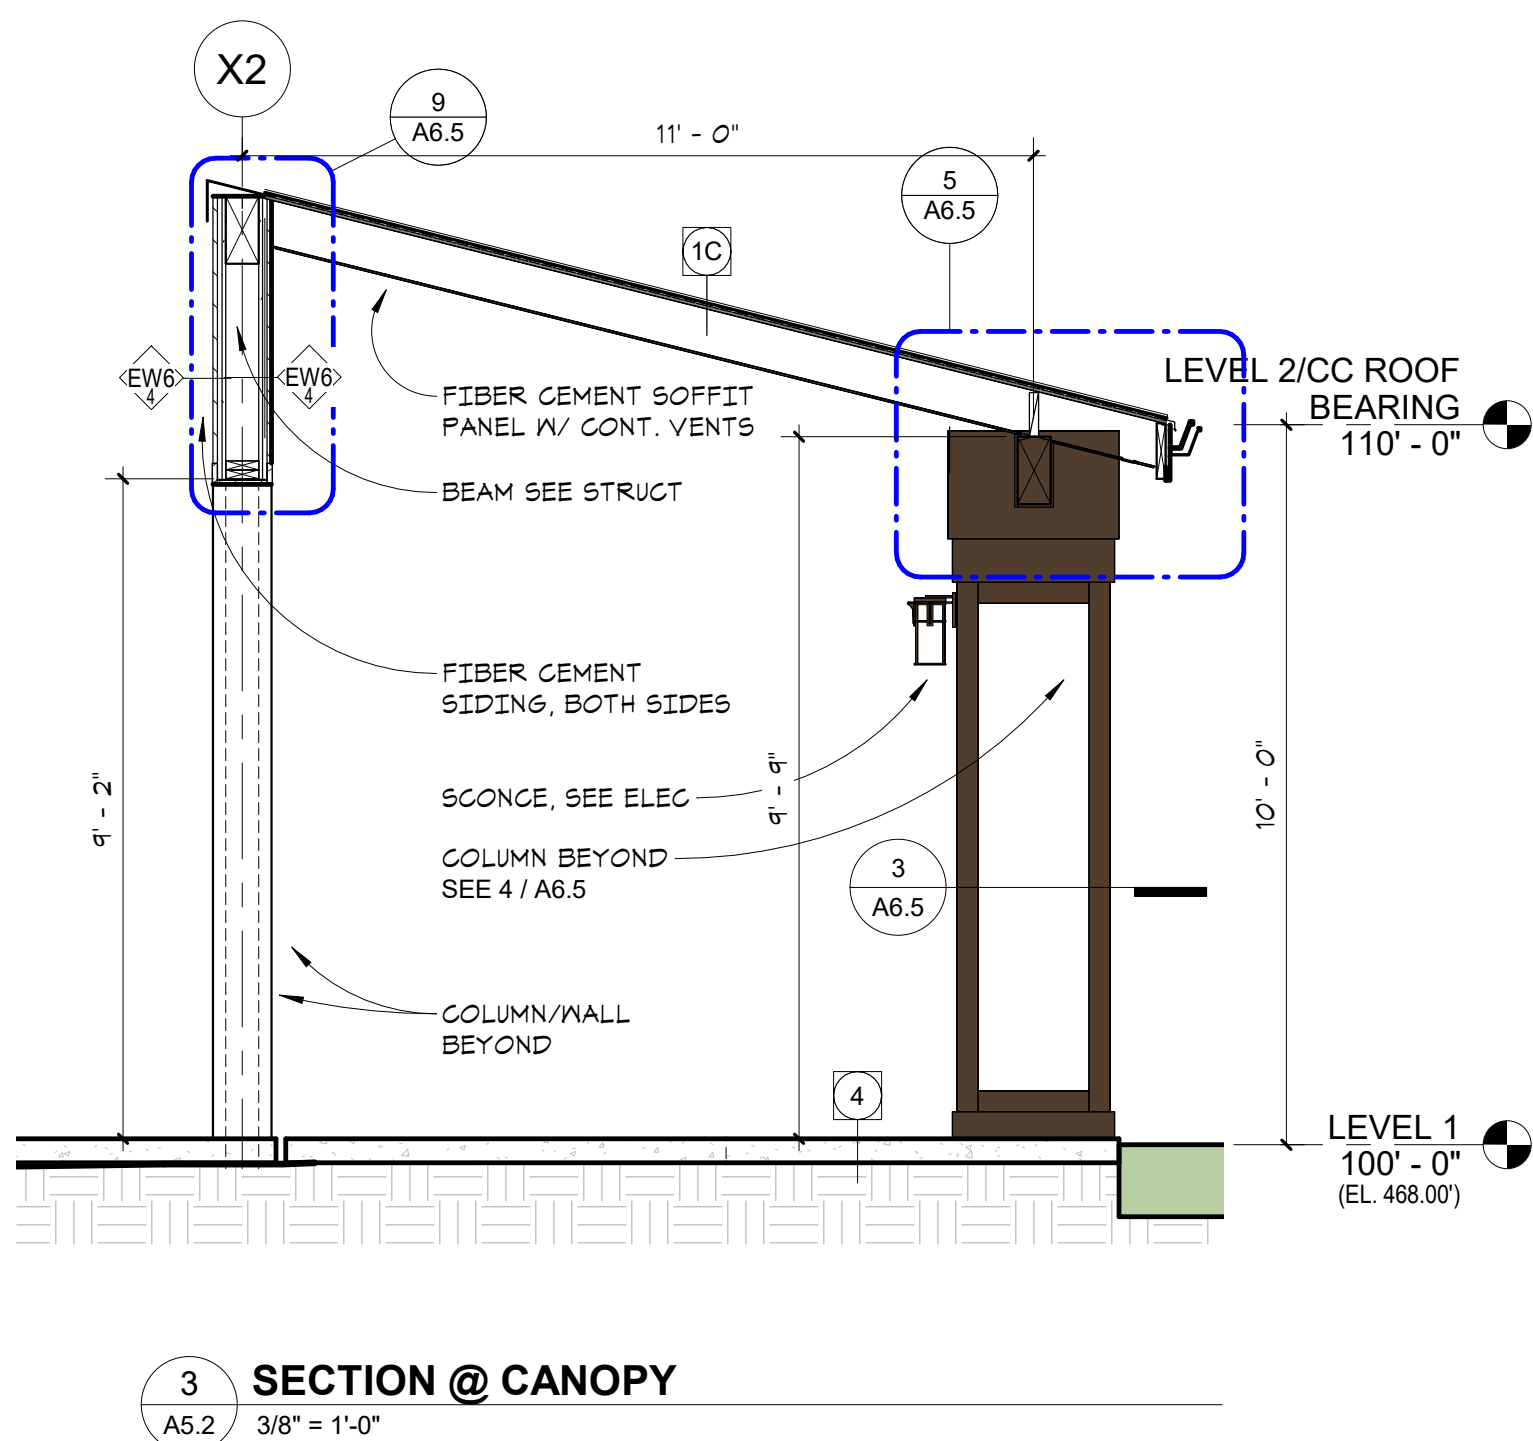 X2
9
A6.5
11' - 0"
5
A6.5
1C
LEVEL 2/CC ROOF
BEARING
110' - 0"
EW6
4
EW6
4
FIBER CEMENT SOFFIT
PANEL W/ CONT. VENTS
BEAM SEE STRUCT
FIBER CEMENT
SIDING, BOTH SIDES
9' - 2"
9' - 9"
10' - 0"
SCONCE, SEE ELEC
COLUMN BEYOND
SEE 4 / A6.5
3
A6.5
COLUMN/WALL
BEYOND
4
LEVEL 1
100' - 0"
(EL. 468.00')
3
A5.2
SECTION @ CANOPY
3/8" = 1'-0"